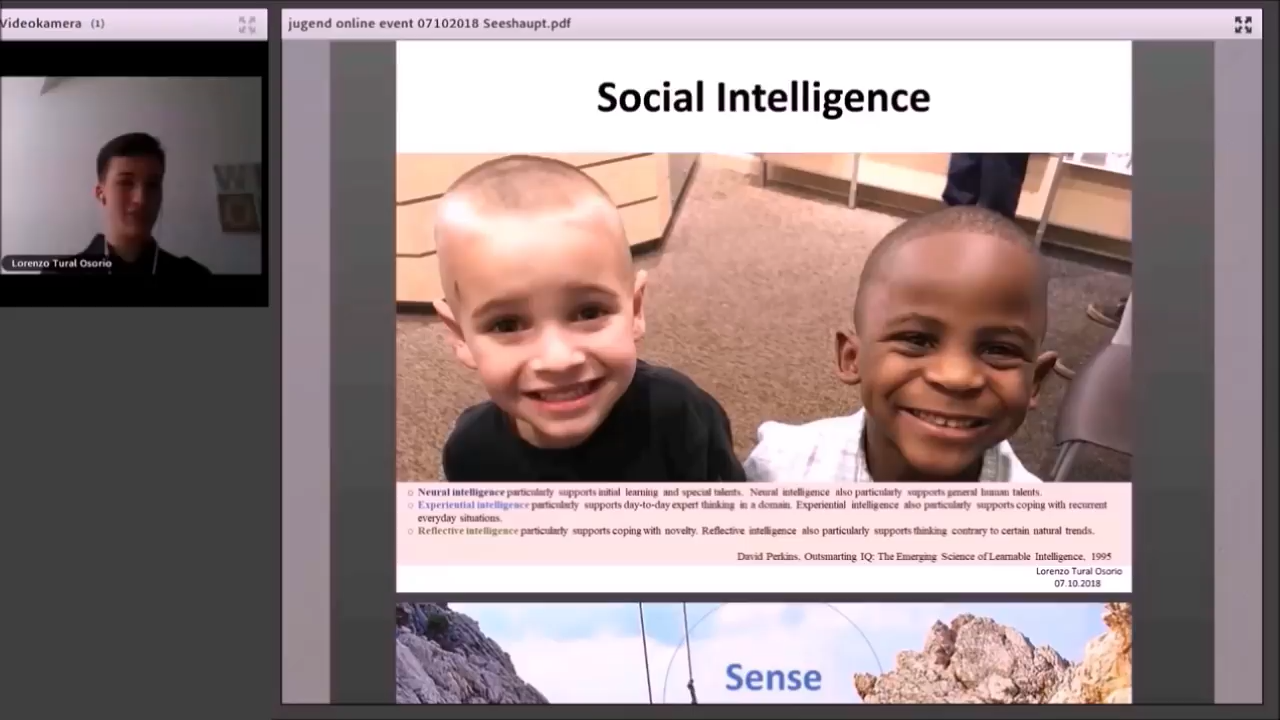 Videokamera (1)
jugend online event 07102018 Seeshaupt.pdf
Social Intelligence
Lorenzo Tural Osorio
Neural intelligence particularly supports initial learning and special talents. Neural intelligence also particularly supports general human talents.
Experiential intelligence particularly supports day-to-day expert thinking in a domain. Experiential intelligence also particularly supports coping with recurrent
everyday situations.
Reflective intelligence particularly supports coping with novelty. Reflective intelligence also particularly supports thinking contrary to certain natural trends.
David Perkins, Outsmarting IQ: The Emerging Science of Learnable Intelligence, 1995
Lorenzo Tural Osorio
07.10.2018
Sense